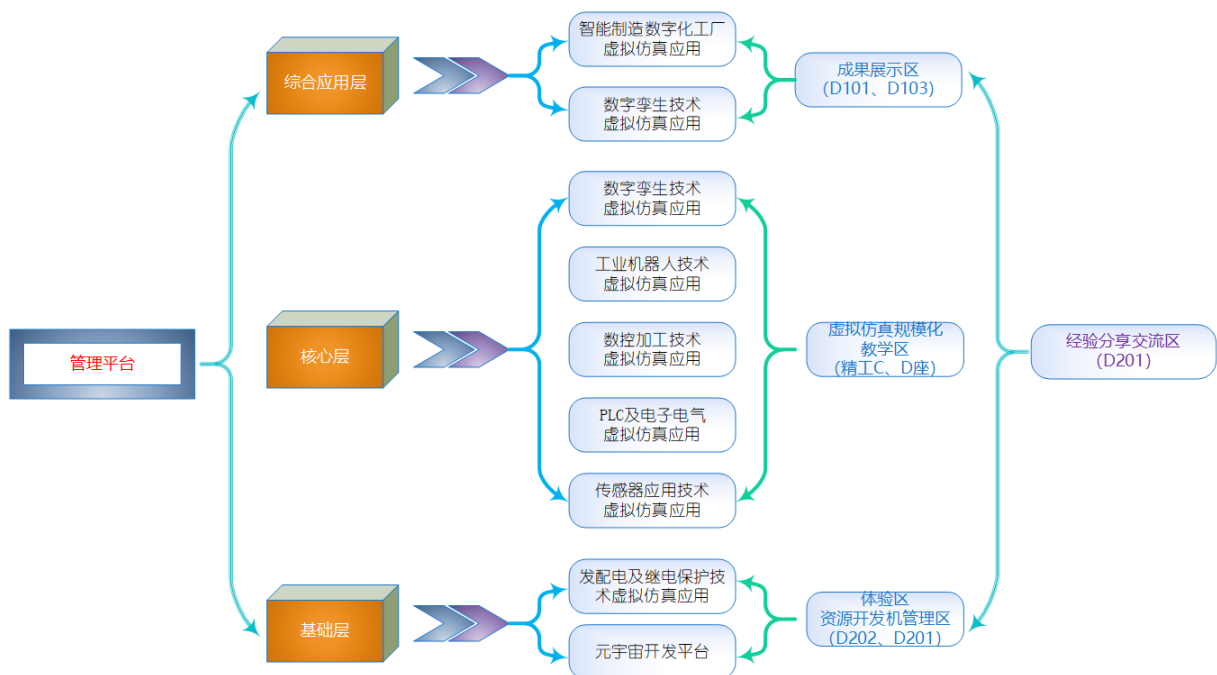 管理平台
综合应用层
智能制造数字化工厂
虚拟仿真应用
数字孪生技术
虚拟仿真应用
成果展示区
(D101、D103)
核心层
数字孪生技术
虚拟仿真应用
工业机器人技术
虚拟仿真应用
数控加工技术
虚拟仿真应用
PLC及电子电气
虚拟仿真应用
传感器应用技术
虚拟仿真应用
虚拟仿真规模化
教学区
(精工C、D座)
经验分享交流区
(D201)
基础层
发配电及继电保护技
术虚拟仿真应用
元宇宙开发平台
体验区
资源开发机管理区
(D202、D201)